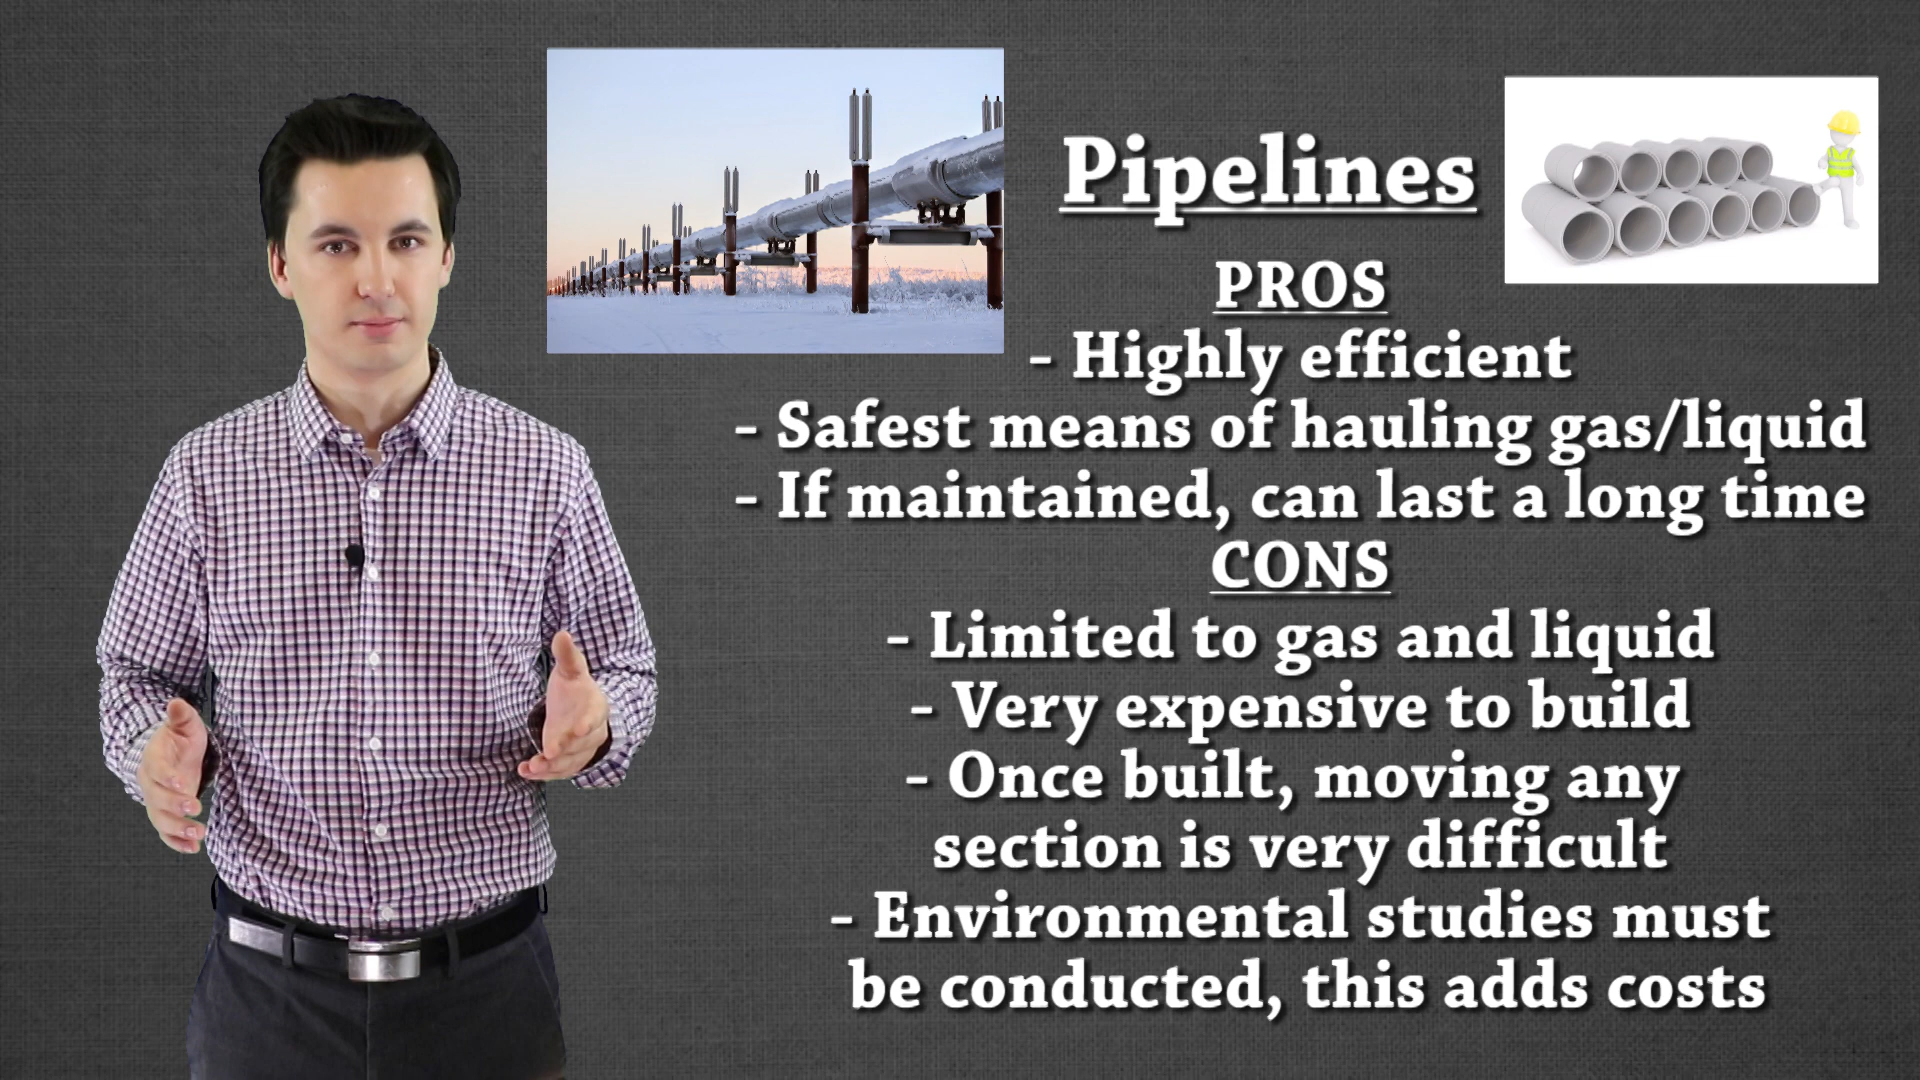 Pipelines
PROS
- Highly efficient
- Safest means of hauling gas/liquid
- If maintained, can last a long time
CONS
- Limited to gas and liquid
- Very expensive to build
- Once built, moving any
section is very difficult
- Environmental studies must
be conducted, this adds costs